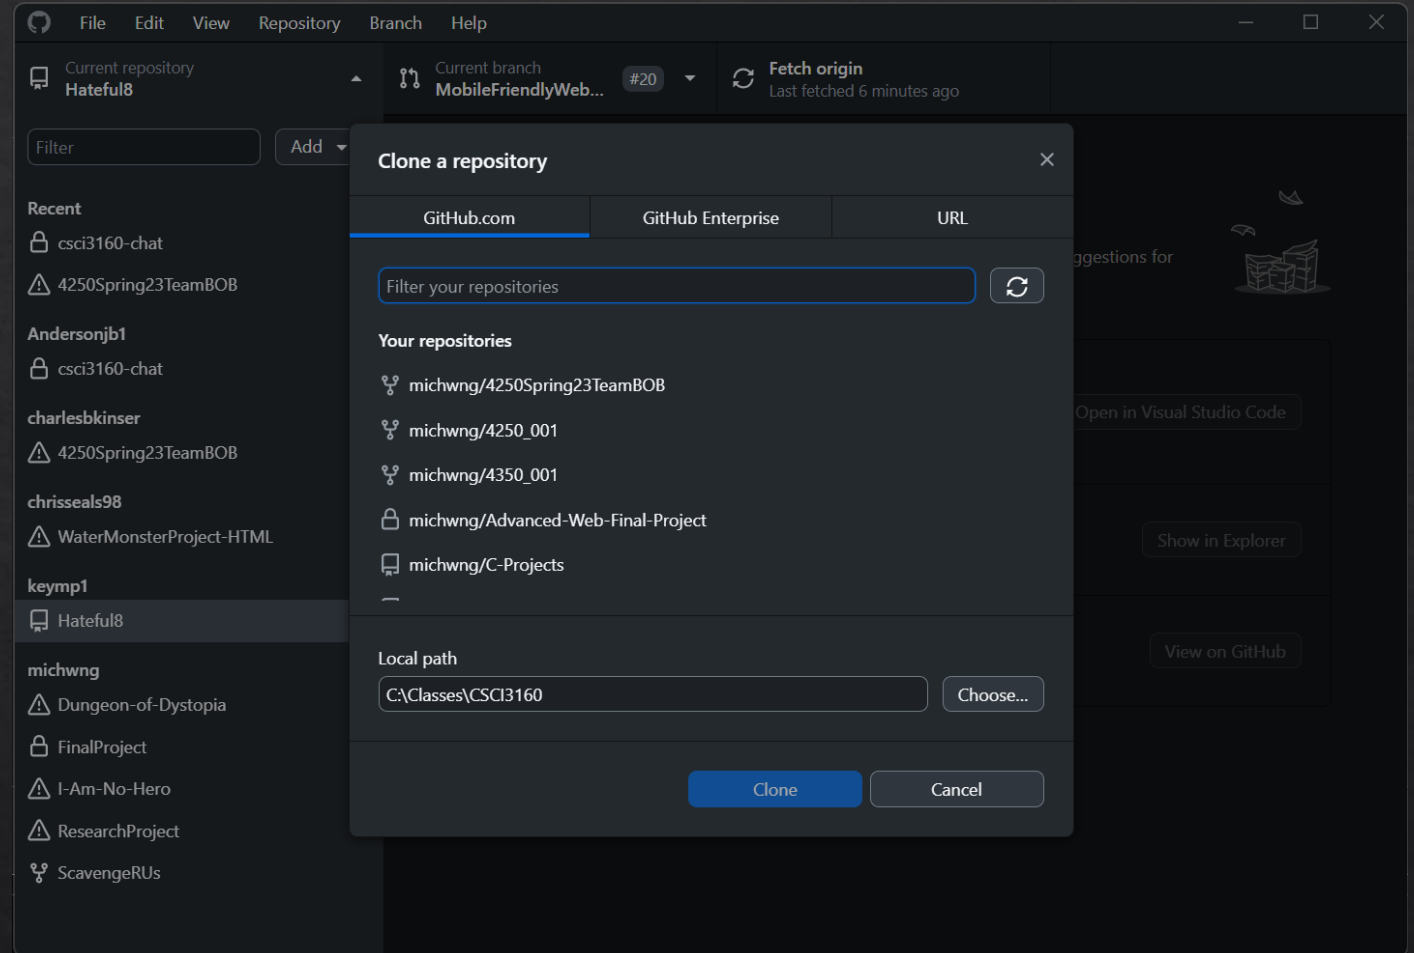 File Edit View Repository Branch Help
Current repository
Hateful8
Current branch
MobileFriendlyWeb...
#20
Fetch origin
Last fetched 6 minutes ago
Filter
Add
Recent
csci3160-chat
4250Spring23TeamBOB
Andersonjb1
csci3160-chat
charlesbkinser
4250Spring23TeamBOB
chrisseals98
WaterMonsterProject-HTML
keymp1
Hateful8
michwng
Dungeon-of-Dystopia
FinalProject
I-Am-No-Hero
ResearchProject
ScavengeRUs
Clone a repository
GitHub.com
GitHub Enterprise
URL
Filter your repositories
Your repositories
michwng/4250Spring23TeamBOB
michwng/4250_001
michwng/4350_001
michwng/Advanced-Web-Final-Project
michwng/C-Projects
Local path
C:\Classes\CSCI3160
Choose...
Clone
Cancel
ggestions for
Open in Visual Studio Code
Show in Explorer
View on GitHub